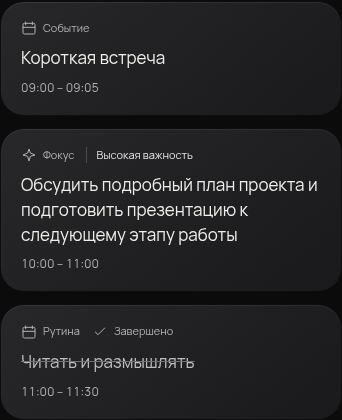 Событие
Короткая встреча
09:00 – 09:05
Фокус Высокая важность
Обсудить подробный план проекта и
подготовить презентацию к
следующему этапу работы
10:00 – 11:00
Рутина Завершено
Читать и размышлять
11:00 – 11:30